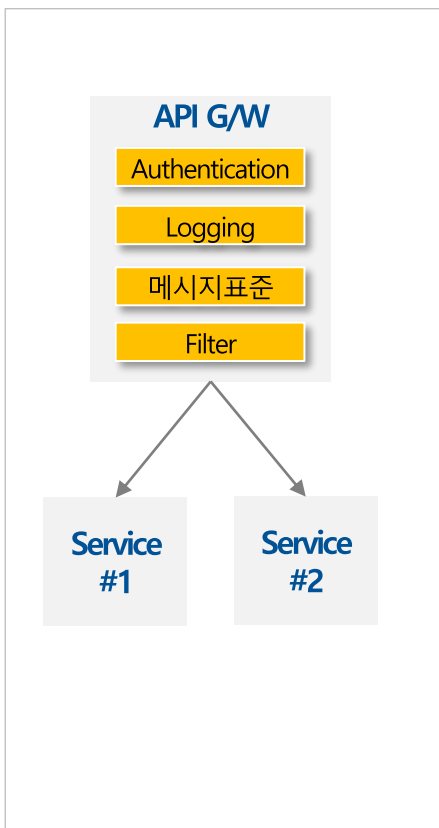 API G/W
Authentication
Logging
메시지표준
Filter
Service
#1
Service
#2